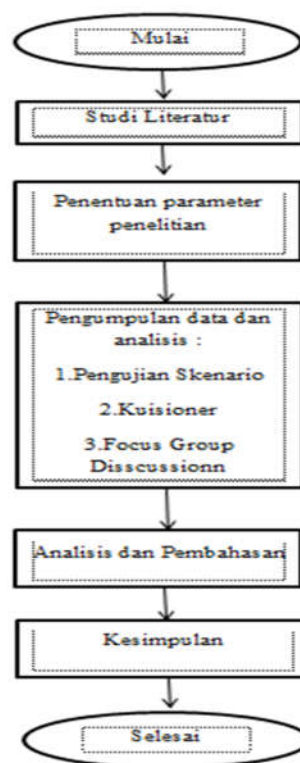 Mulai
Studi Literatur
Penentuan parameter
penelitian
Pengumpulan data dan
analisis :
1.Pengujian Skenario
2.Kuisioner
3.Focus Group
Disscussionn
Analisis dan Pembahasan
Kesimpulan
Selesai